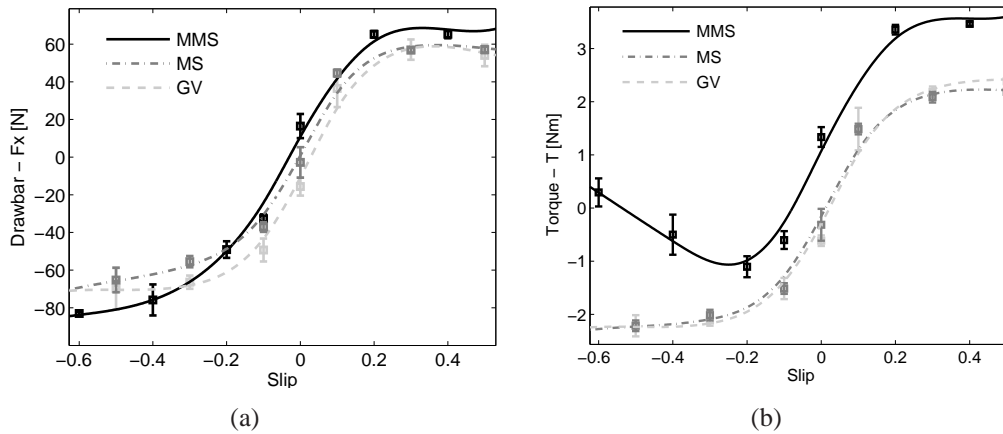 60
40
20
0
−20
−40
−60
−80
Drawbar − Fx [N]
MMS
MS
GV
−0.6 −0.4 −0.2 0 0.2 0.4
Slip
(a)
3
2
1
0
−1
−2
Torque − T [Nm]
MMS
MS
GV
−0.6 −0.4 −0.2 0 0.2 0.4
Slip
(b)